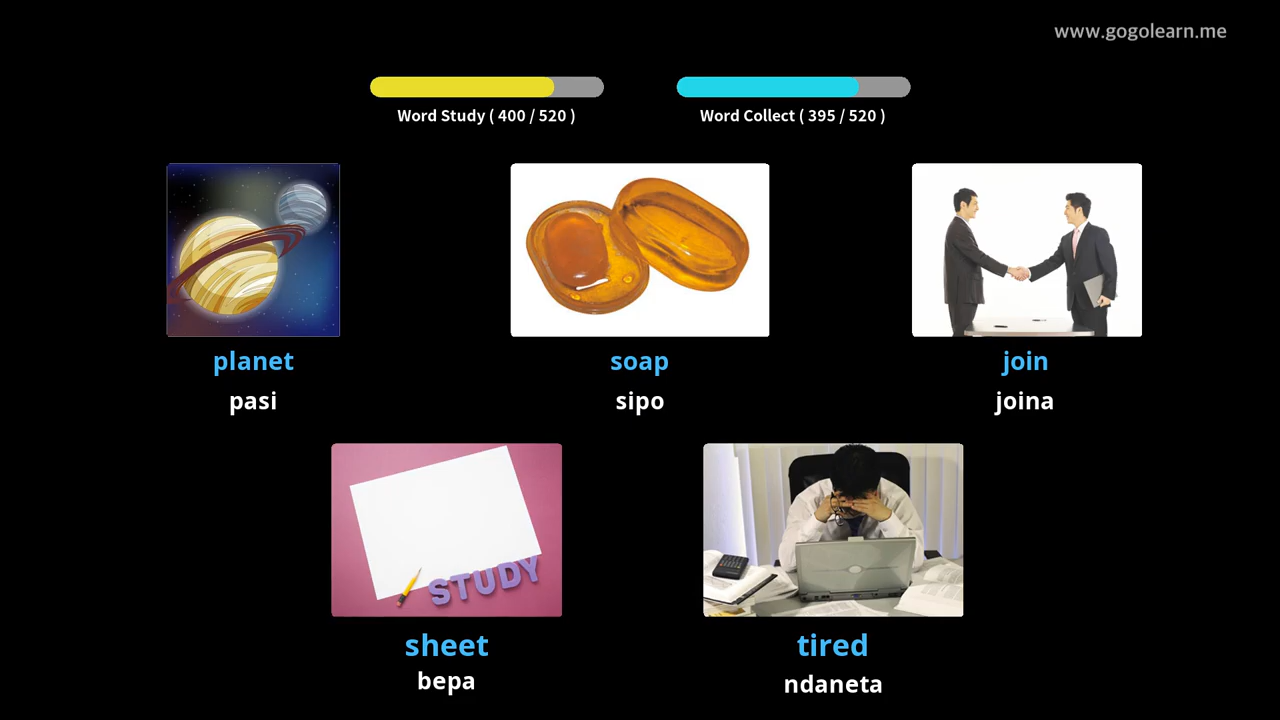 www.gogolearn.me
Word Study ( 400 / 520 )
Word Collect ( 395 / 520 )
planet
pasi
soap
sipo
join
joina
STUDY
sheet
bepa
tired
ndaneta